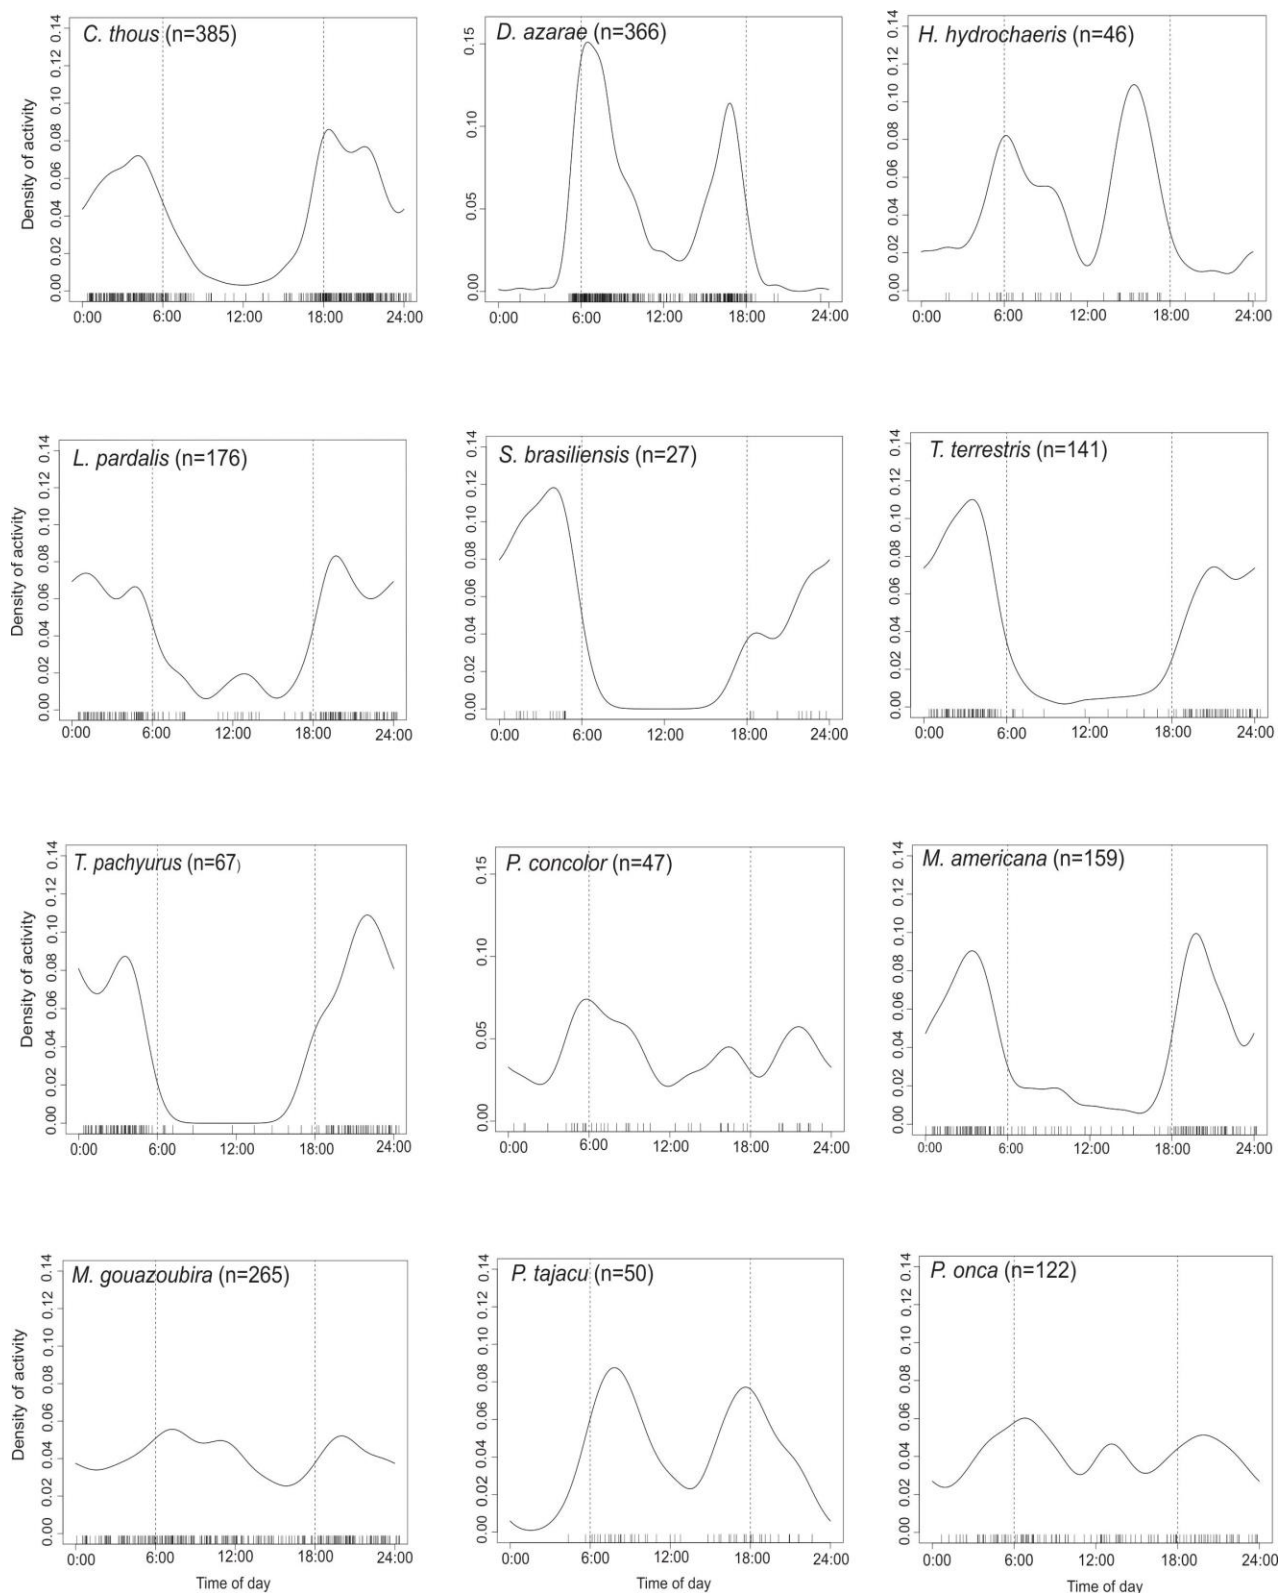 C. thous (n=385)
Density of activity
0.00 0.02 0.04 0.06 0.08 0.10 0.12 0.14
0:00 6:00 12:00 18:00 24:00
D. azarae (n=366)
0.00 0.05 0.10 0.15
0:00 6:00 12:00 18:00 24:00
H. hydrochaeris (n=46)
0.00 0.02 0.04 0.06 0.08 0.10 0.12 0.14
0:00 6:00 12:00 18:00 24:00
L. pardalis (n=176)
Density of activity
0.00 0.02 0.04 0.06 0.08 0.10 0.12 0.14
0:00 6:00 12:00 18:00 24:00
S. brasiliensis (n=27)
0.00 0.02 0.04 0.06 0.08 0.10 0.12 0.14
0:00 6:00 12:00 18:00 24:00
T. terrestris (n=141)
0.00 0.02 0.04 0.06 0.08 0.10 0.12 0.14
0:00 6:00 12:00 18:00 24:00
T. pachyurus (n=67)
Density of activity
0.00 0.02 0.04 0.06 0.08 0.10 0.12 0.14
0:00 6:00 12:00 18:00 24:00
P. concolor (n=47)
0.00 0.05 0.10 0.15
0:00 6:00 12:00 18:00 24:00
M. americana (n=159)
0.00 0.02 0.04 0.06 0.08 0.10 0.12 0.14
0:00 6:00 12:00 18:00 24:00
M. gouazoubira (n=265)
Density of activity
0.00 0.02 0.04 0.06 0.08 0.10 0.12 0.14
0:00 6:00 12:00 18:00 24:00
Time of day
P. tajacu (n=50)
0.00 0.02 0.04 0.06 0.08 0.10 0.12 0.14
0:00 6:00 12:00 18:00 24:00
Time of day
P. onca (n=122)
0.00 0.02 0.04 0.06 0.08 0.10 0.12 0.14
0:00 6:00 12:00 18:00 24:00
Time of day